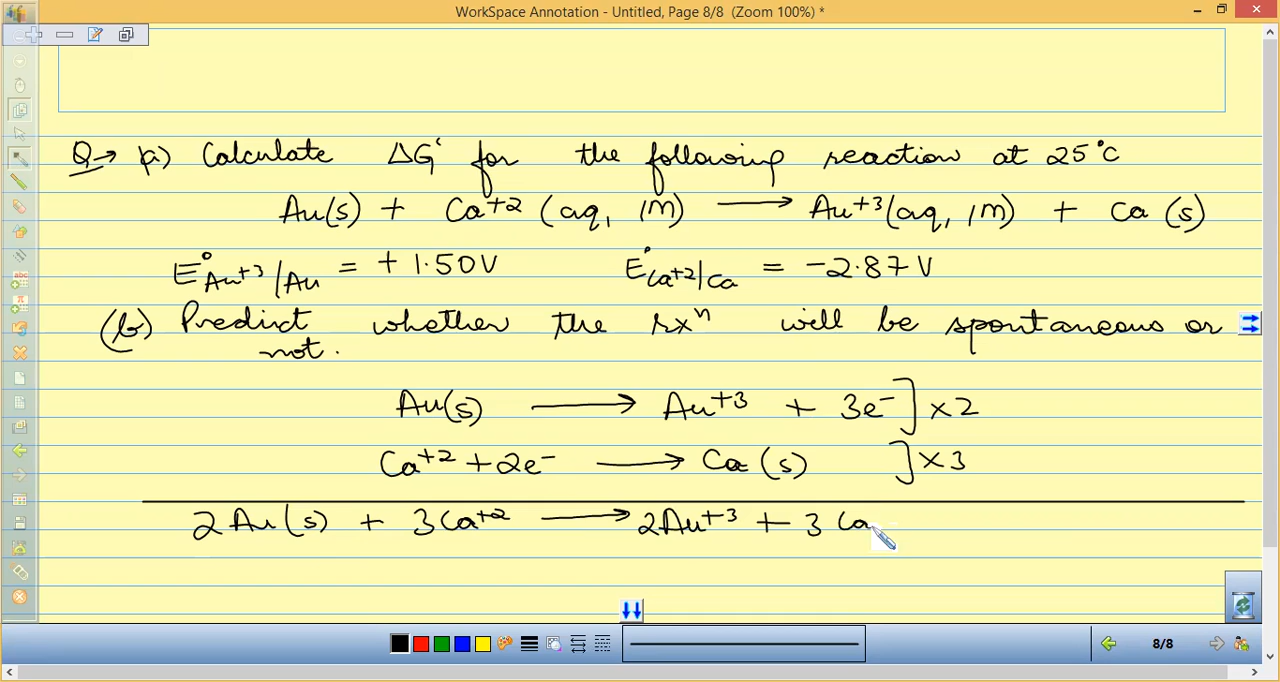 WorkSpace Annotation - Untitled, Page 8/8 (Zoom 100%) *
Q→ (a) Calculate ΔG° for the following reaction at 25°C
Au(s) + Ca+2 (aq, 1M) ⟶ Au+3 (aq, 1M) + Ca (s)
E°Au+3/Au = +1.50V E°Ca+2/Ca = -2.87 V
(b) Predict whether the rxn will be spontaneous or
not.
Au(s) ⟶ Au+3 + 3e-] ×2
Ca+2 + 2e- ⟶ Ca (s) ] ×3
2Au(s) + 3Ca+2 ⟶ 2Au+3 + 3 Ca
8/8